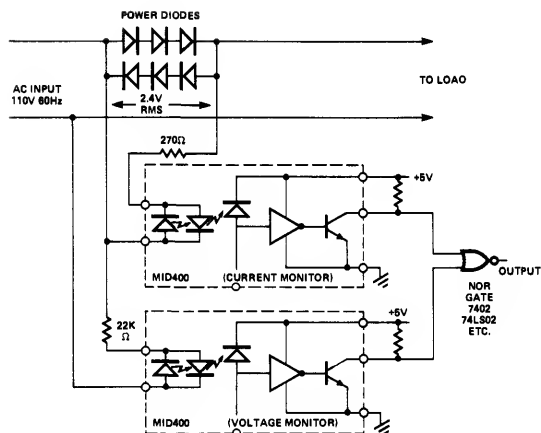 POWER DIODES
AC INPUT
110V 60Hz
2.4V
RMS
TO LOAO
270Ω
+5V
MID400
(CURRENT MONITOR)
OUTPUT
NOR
GATE
7402
74LS02
ETC.
22K
Ω
+5V
MID400
(VOLTAGE MONITOR)